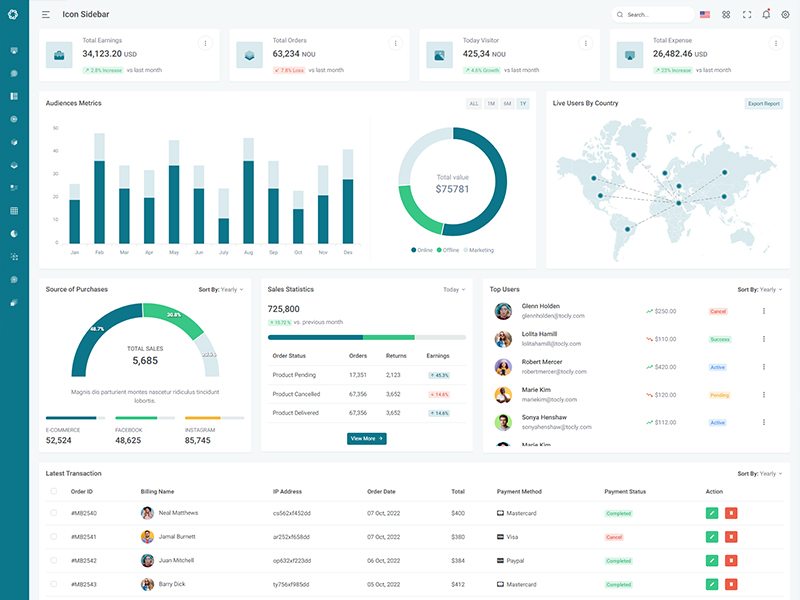 Icon Sidebar
Search...
Total Earnings
34,123.20 USD
2.8% Increase vs last month
Total Orders
63,234 NOU
7.8% Loss vs last month
Today Visitor
425,34 NOU
4.6% Growth vs last month
Total Expense
26,482.46 USD
23% Increase vs last month
Audiences Metrics
ALL 1M 6M 1Y
50
40
30
20
10
0
Jan Feb Mar Apr May Jun July Aug Sep Oct Nov Des
Total value
$75781
Online Offline Marketing
Live Users By Country
Export Report
Source of Purchases
Sort By: Yearly
48.7%
30.8%
TOTAL SALES
5,685
Magnis dis parturient montes nascetur ridiculus tincidunt
lobortis.
E-COMMERCE
52,524
FACEBOOK
48,625
INSTAGRAM
85,745
Sales Statistics
Today
725,800
15.72 % vs. previous month
Order Status Orders Returns Earnings
Product Pending 17,351 2,123 45.3%
Product Cancelled 67,356 3,652 14.6%
Product Delivered 67,356 3,652 14.6%
View More
Top Users
Sort By: Yearly
Glenn Holden
glennholden@tocly.com
$250.00 Cancel
Lolita Hamill
lolitahamill@tocly.com
$110.00 Success
Robert Mercer
robertmercer@tocly.com
$420.00 Active
Marie Kim
mariekim@tocly.com
$120.00 Pending
Sonya Henshaw
sonyahenshaw@tocly.com
$112.00 Active
Marie Kim
Latest Transaction
Sort By: Yearly
Order ID Billing Name IP Address Order Date Total Payment Method Payment Status Action
#MB2540 Neal Matthews cs562xf452dd 07 Oct, 2022 $400 Mastercard Completed
#MB2541 Jamal Burnett ar252xf658dd 07 Oct, 2022 $380 Visa Cancel
#MB2542 Juan Mitchell op632xf223dd 06 Oct, 2022 $384 Paypal Completed
#MB2543 Barry Dick ty756xf985dd 05 Oct, 2022 $412 Mastercard Completed